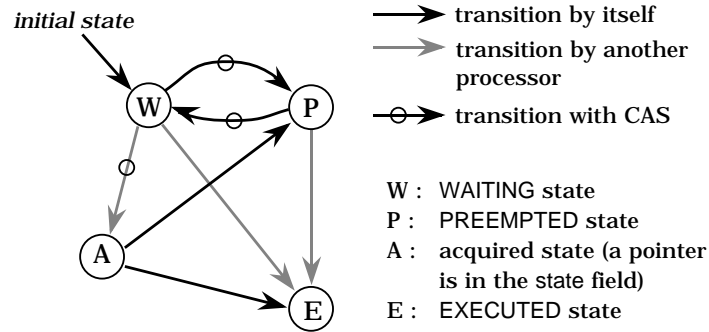 initial state
W
P
A
E
transition by itself
transition by another
processor
transition with CAS
W : WAITING state
P : PREEMPTED state
A : acquired state (a pointer
is in the state field)
E : EXECUTED state